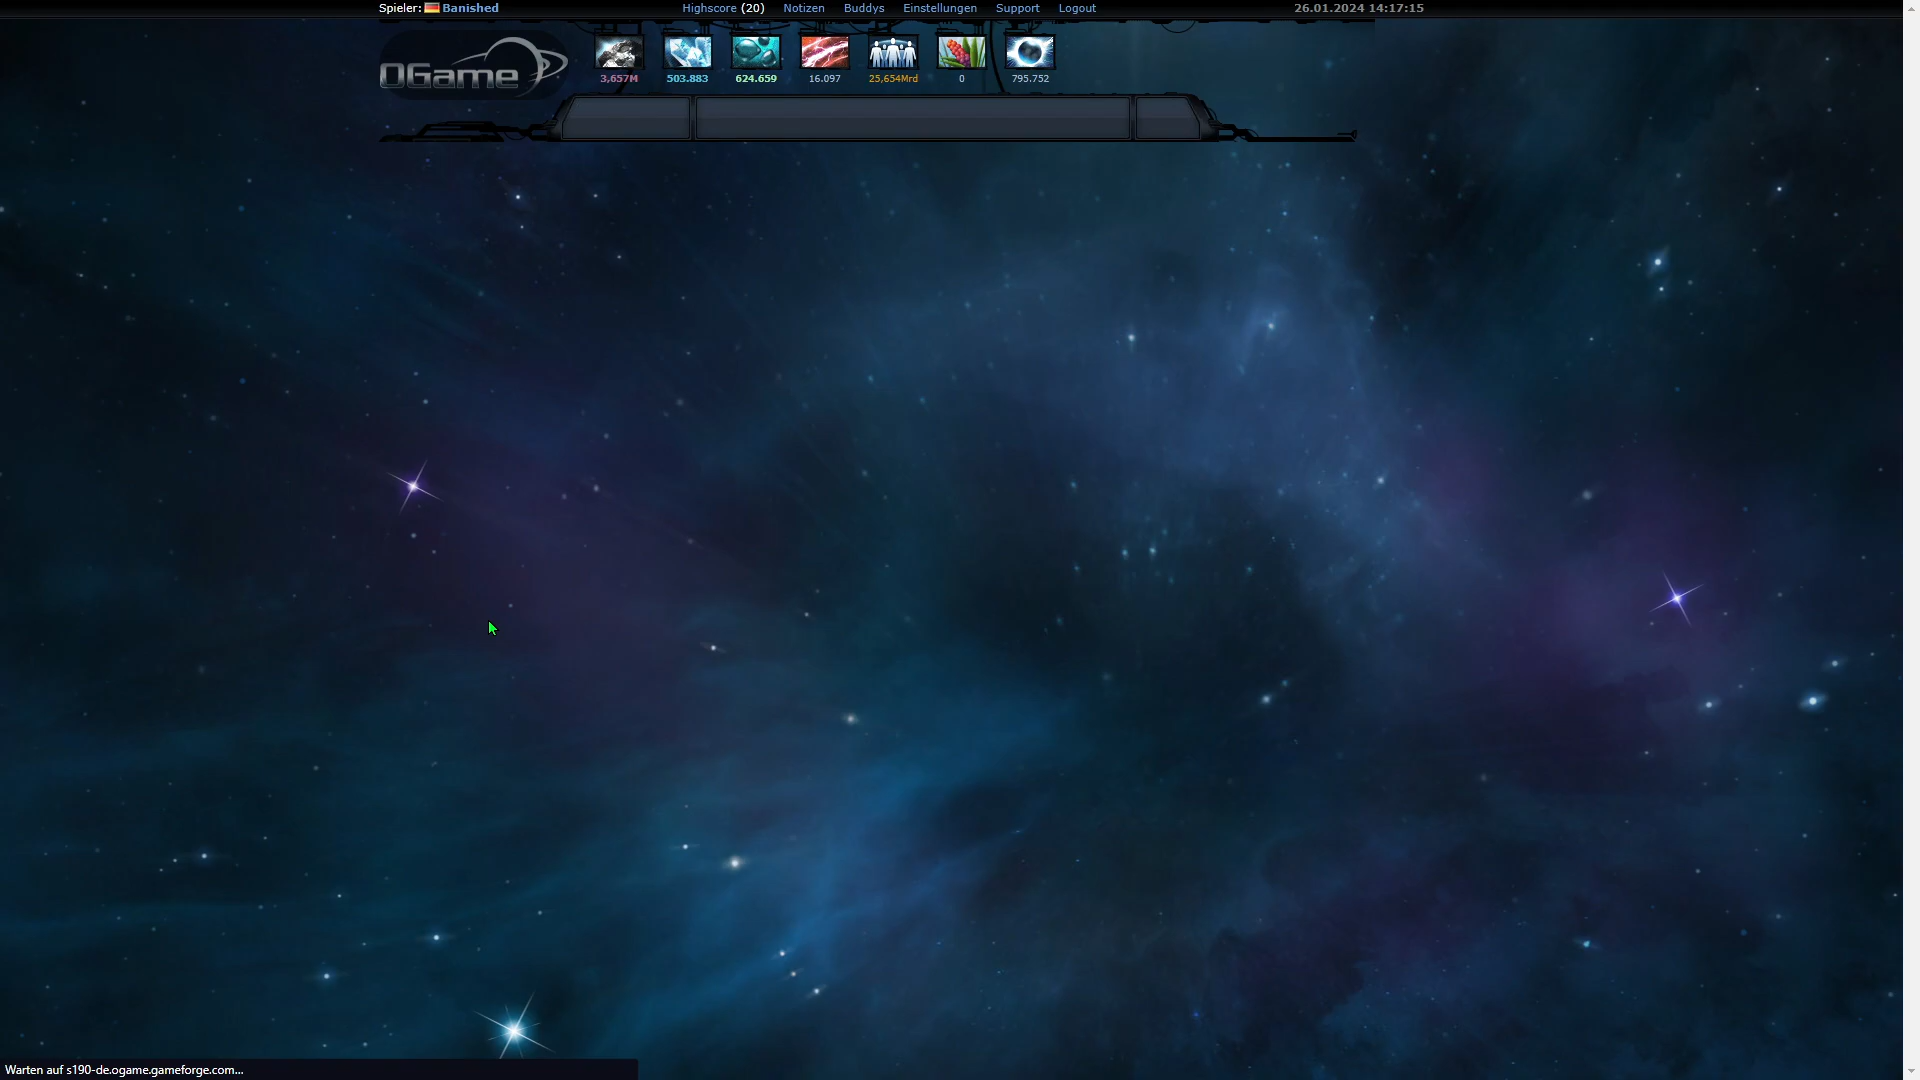 Spieler: Banished Highscore (20) Notizen Buddys Einstellungen Support Logout 26.01.2024 14:17:15
OGame
3,657M 503.883 624.659 16.097 25,654Mrd 0 795.752
Warten auf s190-de.ogame.gameforge.com...